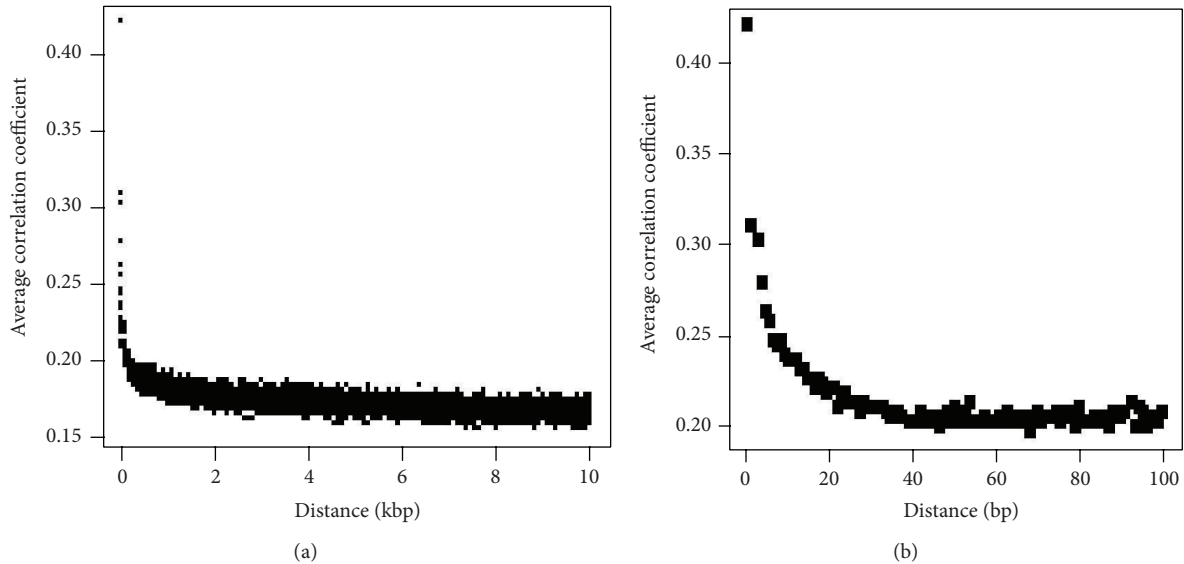 Average correlation coefficient
0.40
0.35
0.30
0.25
0.20
0.15
0 2 4 6 8 10
Distance (kbp)
(a)
Average correlation coefficient
0.40
0.35
0.30
0.25
0.20
0 20 40 60 80 100
Distance (bp)
(b)